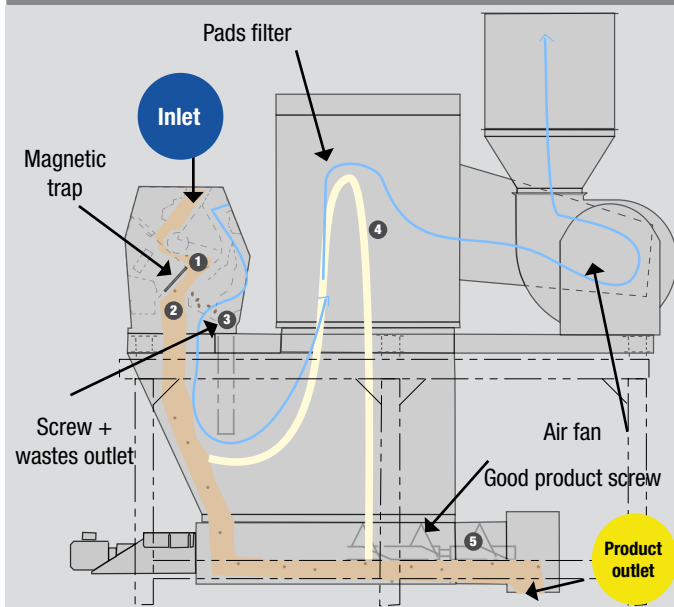 Pads filter
Inlet
Magnetic
trap
1
2
3
4
Screw +
wastes outlet
Air fan
Good product screw
5
Product
outlet